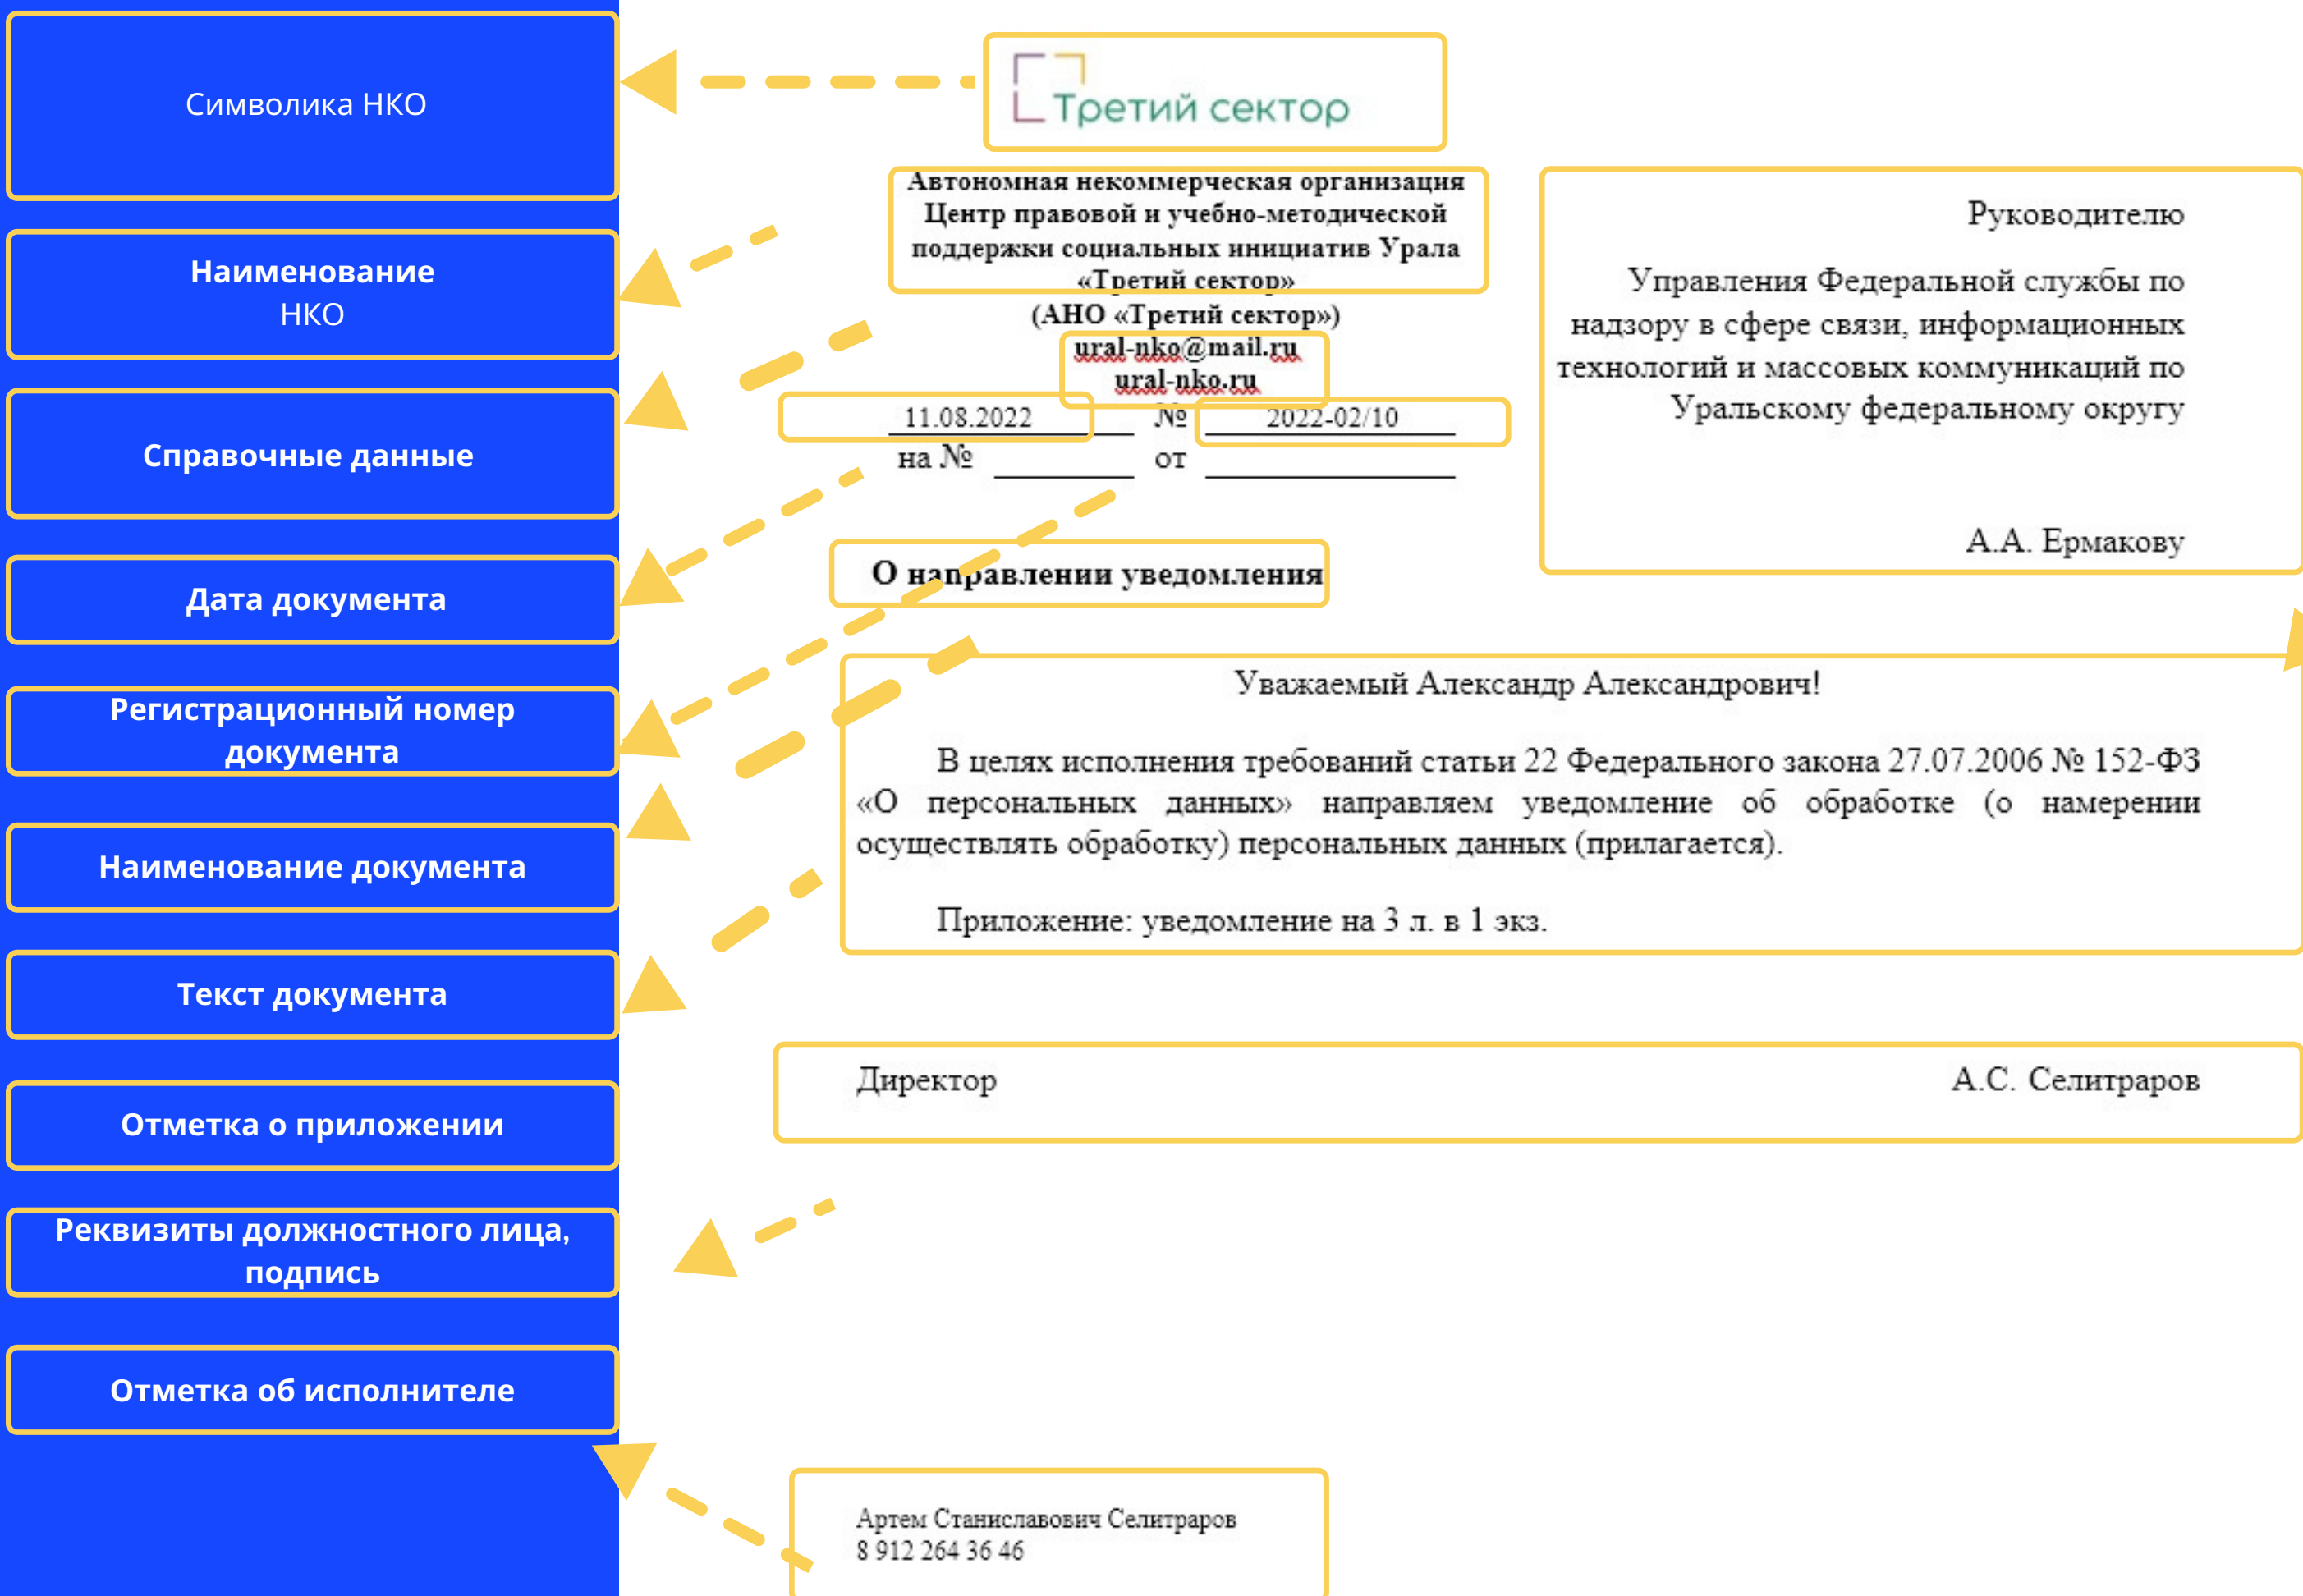 Символика НКО
Наименование
НКО
Справочные данные
Дата документа
Регистрационный номер
документа
Наименование документа
Текст документа
Отметка о приложении
Реквизиты должностного лица,
подпись
Отметка об исполнителе
Третий сектор
Автономная некоммерческая организация
Центр правовой и учебно-методической
поддержки социальных инициатив Урала
«Третий сектор»
(АНО «Третий сектор»)
ural-nko@mail.ru
ural-nko.ru
11.08.2022 № 2022-02/10
на № от
Руководителю
Управления Федеральной службы по
надзору в сфере связи, информационных
технологий и массовых коммуникаций по
Уральскому федеральному округу
А.А. Ермакову
О направлении уведомления
Уважаемый Александр Александрович!
В целях исполнения требований статьи 22 Федерального закона 27.07.2006 № 152-ФЗ
«О персональных данных» направляем уведомление об обработке (о намерении
осуществлять обработку) персональных данных (прилагается).
Приложение: уведомление на 3 л. в 1 экз.
Директор А.С. Селитраров
Артем Станиславович Селитраров
8 912 264 36 46